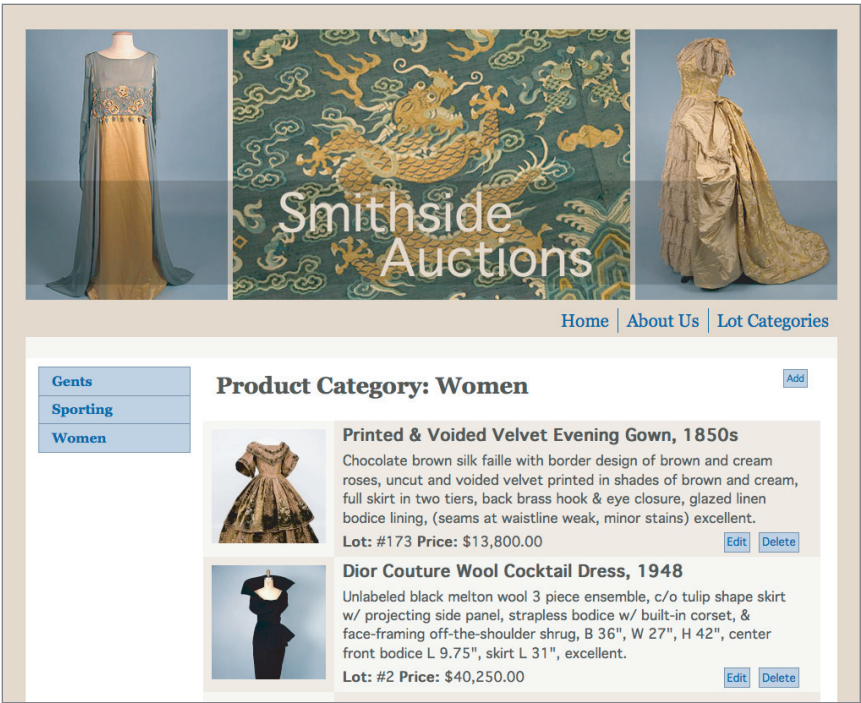 Smithside
Auctions
Home
About Us
Lot Categories
Gents
Sporting
Women
Product Category: Women
Add
Printed & Voided Velvet Evening Gown, 1850s
Chocolate brown silk faille with border design of brown and cream
roses, uncut and voided velvet printed in shades of brown and cream,
full skirt in two tiers, back brass hook & eye closure, glazed linen
bodice lining, (seams at waistline weak, minor stains) excellent.
Lot: #173 Price: $13,800.00
Edit
Delete
Dior Couture Wool Cocktail Dress, 1948
Unlabeled black melton wool 3 piece ensemble, c/o tulip shape skirt
w/ projecting side panel, strapless bodice w/ built-in corset, &
face-framing off-the-shoulder shrug, B 36", W 27", H 42", center
front bodice L 9.75", skirt L 31", excellent.
Lot: #2 Price: $40,250.00
Edit
Delete